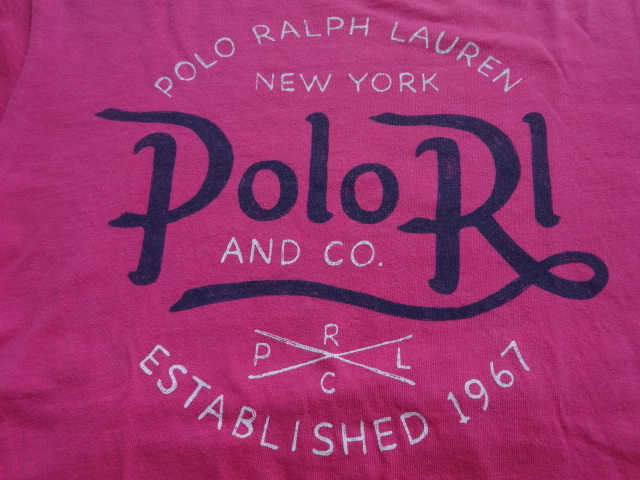 POLO RALPH LAUREN
NEW YORK
Polo Rl
AND CO.
R
P L
C
ESTABLISHED 1967